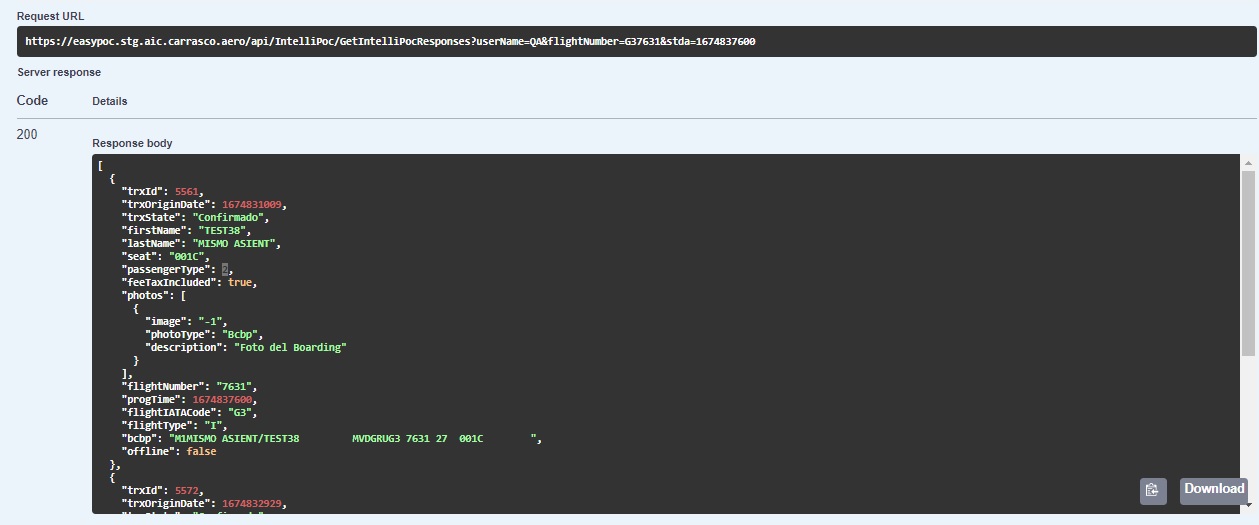 Request URL
https://easypoc.stg.aic.carrasco.aero/api/IntelliPoc/GetIntelliPocResponses?userName=QA&flightNumber=G37631&stda=1674837600
Server response
Code Details
200
Response body
[
{
"trxId": 5561,
"trxOriginDate": 1674831009,
"trxState": "Confirmado",
"firstName": "TEST38",
"lastName": "MISMO ASIENT",
"seat": "001C",
"passengerType": 2,
"feeTaxIncluded": true,
"photos": [
{
"image": "-1",
"photoType": "Bcbp",
"description": "Foto del Boarding"
}
],
"flightNumber": "7631",
"progTime": 1674837600,
"flightIATACode": "G3",
"flightType": "I",
"bcbp": "M1MISMO ASIENT/TEST38         MVDGRUG3 7631 27  001C        ",
"offline": false
},
{
"trxId": 5572,
"trxOriginDate": 1674832929,
Download